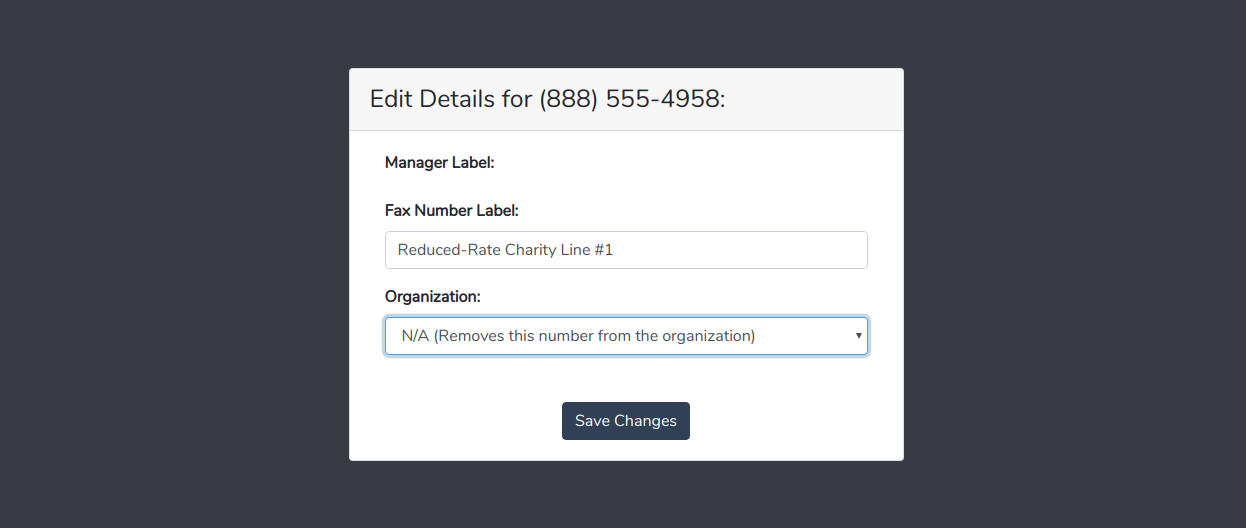 Edit Details for (888) 555-4958:
Manager Label:
Fax Number Label:
Reduced-Rate Charity Line #1
Organization:
N/A (Removes this number from the organization)
Save Changes